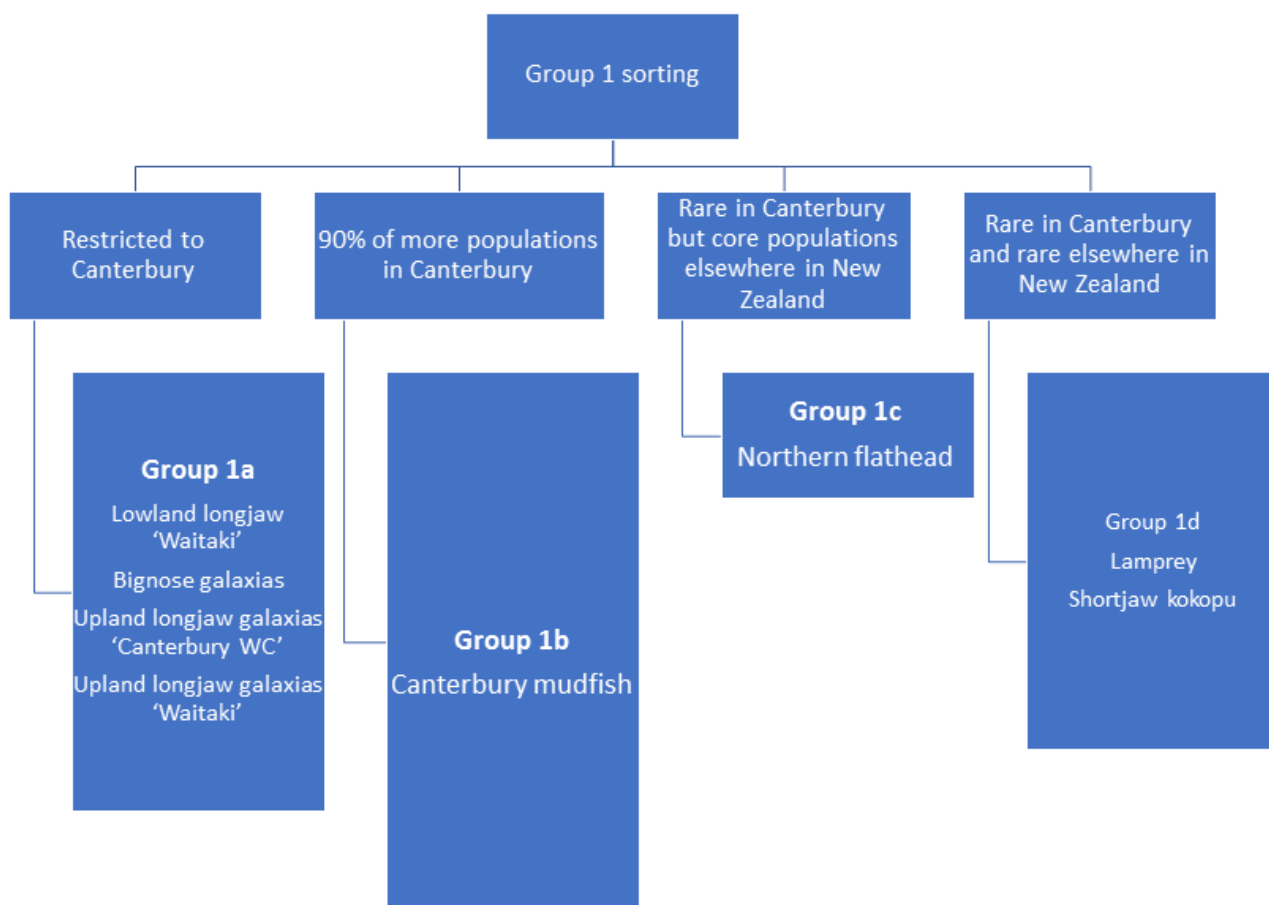 Group 1 sorting
Restricted to
Canterbury
90% of more populations
in Canterbury
Rare in Canterbury
but core populations
elsewhere in New
Zealand
Rare in Canterbury
and rare elsewhere in
New Zealand
Group 1a
Lowland longjaw
‘Waitaki’
Bignose galaxias
Upland longjaw galaxias
‘Canterbury WC’
Upland longjaw galaxias
‘Waitaki’
Group 1b
Canterbury mudfish
Group 1c
Northern flathead
Group 1d
Lamprey
Shortjaw kokopu